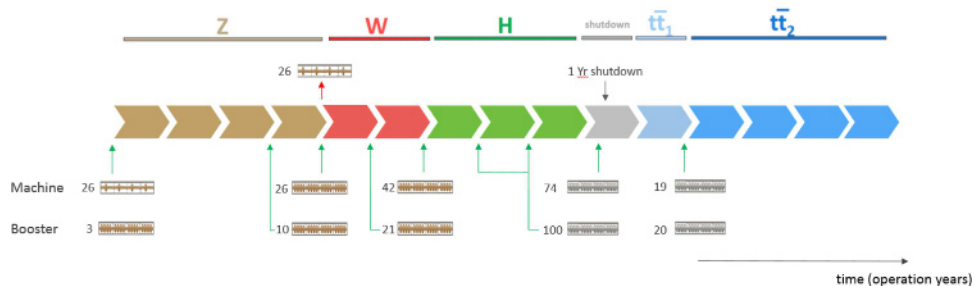 Z W H shutdown tt̄₁ tt̄₂
26 1 Yr shutdown
Machine 26 26 42 74 19
Booster 3 10 21 100 20
time (operation years)